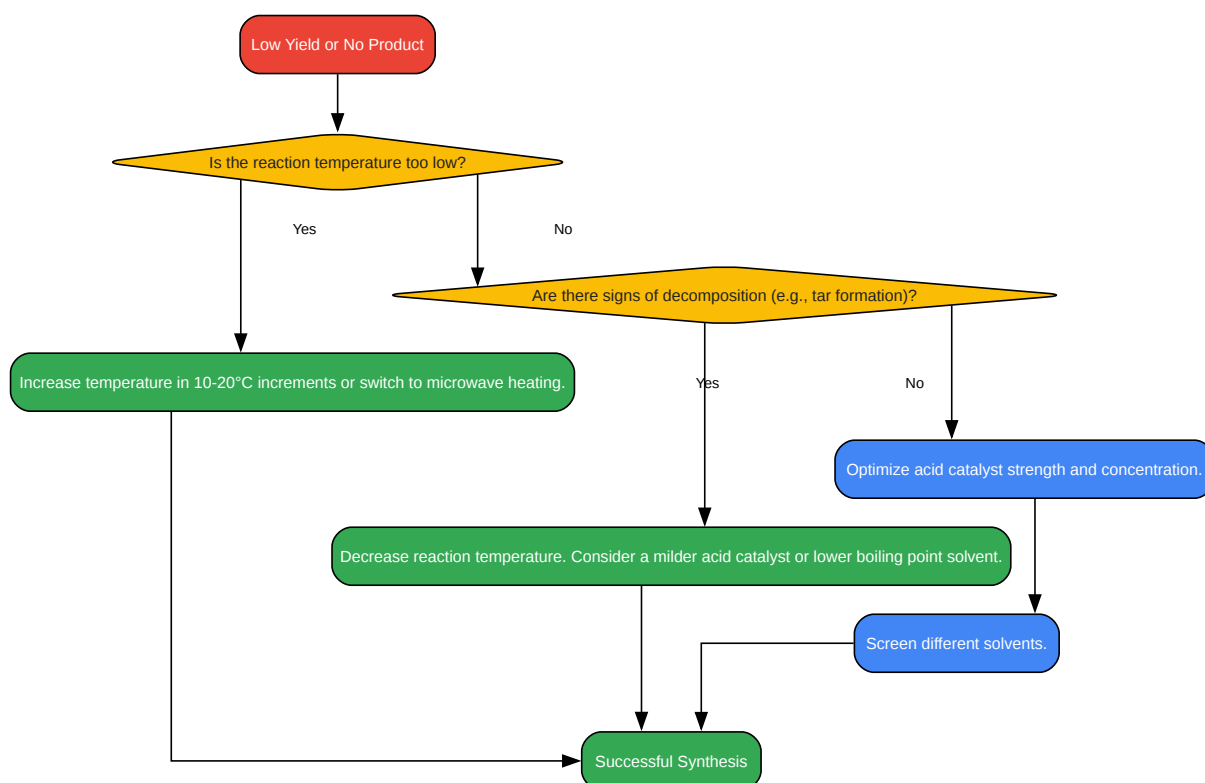 Low Yield or No Product
Is the reaction temperature too low?
Yes
No
Are there signs of decomposition (e.g., tar formation)?
Increase temperature in 10-20°C increments or switch to microwave heating.
Yes
No
Optimize acid catalyst strength and concentration.
Decrease reaction temperature. Consider a milder acid catalyst or lower boiling point solvent.
Screen different solvents.
Successful Synthesis